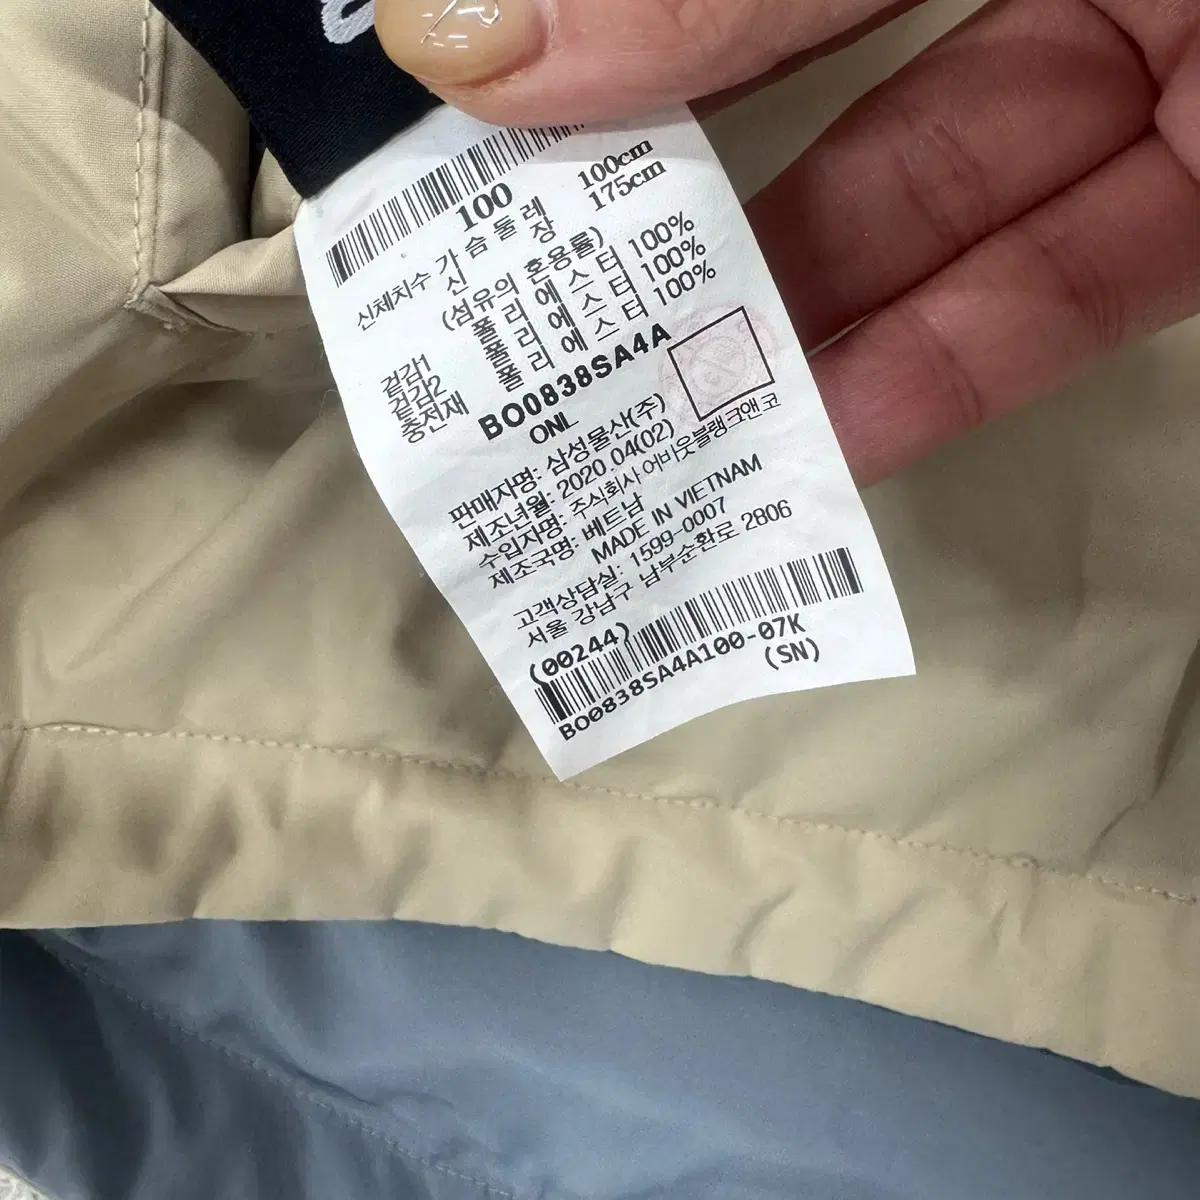 100
신체치수 가슴둘레 100cm
신 장 175cm
(섬유의 혼용률)
겉감1 폴리에스터 100%
겉감2 폴리에스터 100%
충전재 폴리에스터 100%
BO0838SA4A
ONL
판매자명: 삼성물산(주)
제조년월: 2020.04(02)
수입자명: 주식회사 어비웃블랭크앤코
제조국명: 베트남
MADE IN VIETNAM
고객상담실: 1599-0007
서울 강남구 남부순환로 2806
(00244)
BO0838SA4A100-07K
(SN)